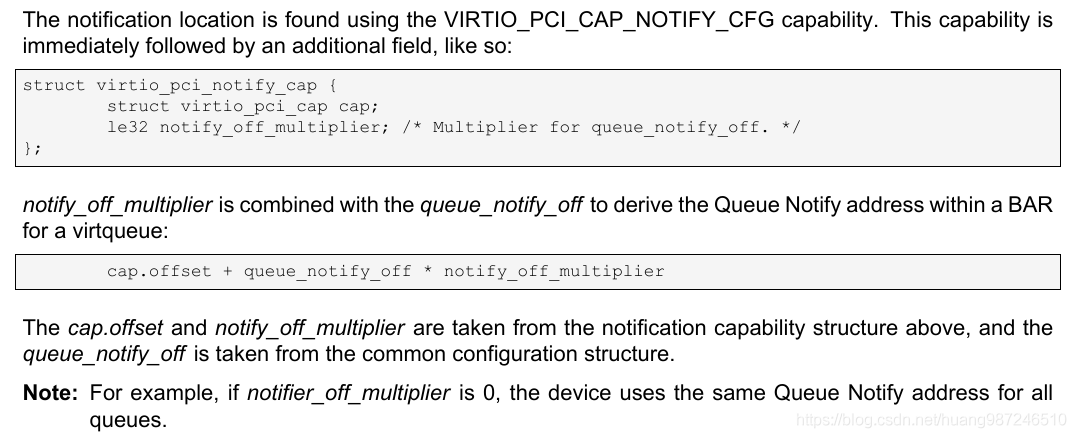 The notification location is found using the VIRTIO_PCI_CAP_NOTIFY_CFG capability. This capability is
immediately followed by an additional field, like so:
struct virtio_pci_notify_cap {
        struct virtio_pci_cap cap;
        le32 notify_off_multiplier; /* Multiplier for queue_notify_off. */
};
notify_off_multiplier is combined with the queue_notify_off to derive the Queue Notify address within a BAR
for a virtqueue:
        cap.offset + queue_notify_off * notify_off_multiplier
The cap.offset and notify_off_multiplier are taken from the notification capability structure above, and the
queue_notify_off is taken from the common configuration structure.
Note: For example, if notifier_off_multiplier is 0, the device uses the same Queue Notify address for all
queues.
https://blog.csdn.net/huang987246510